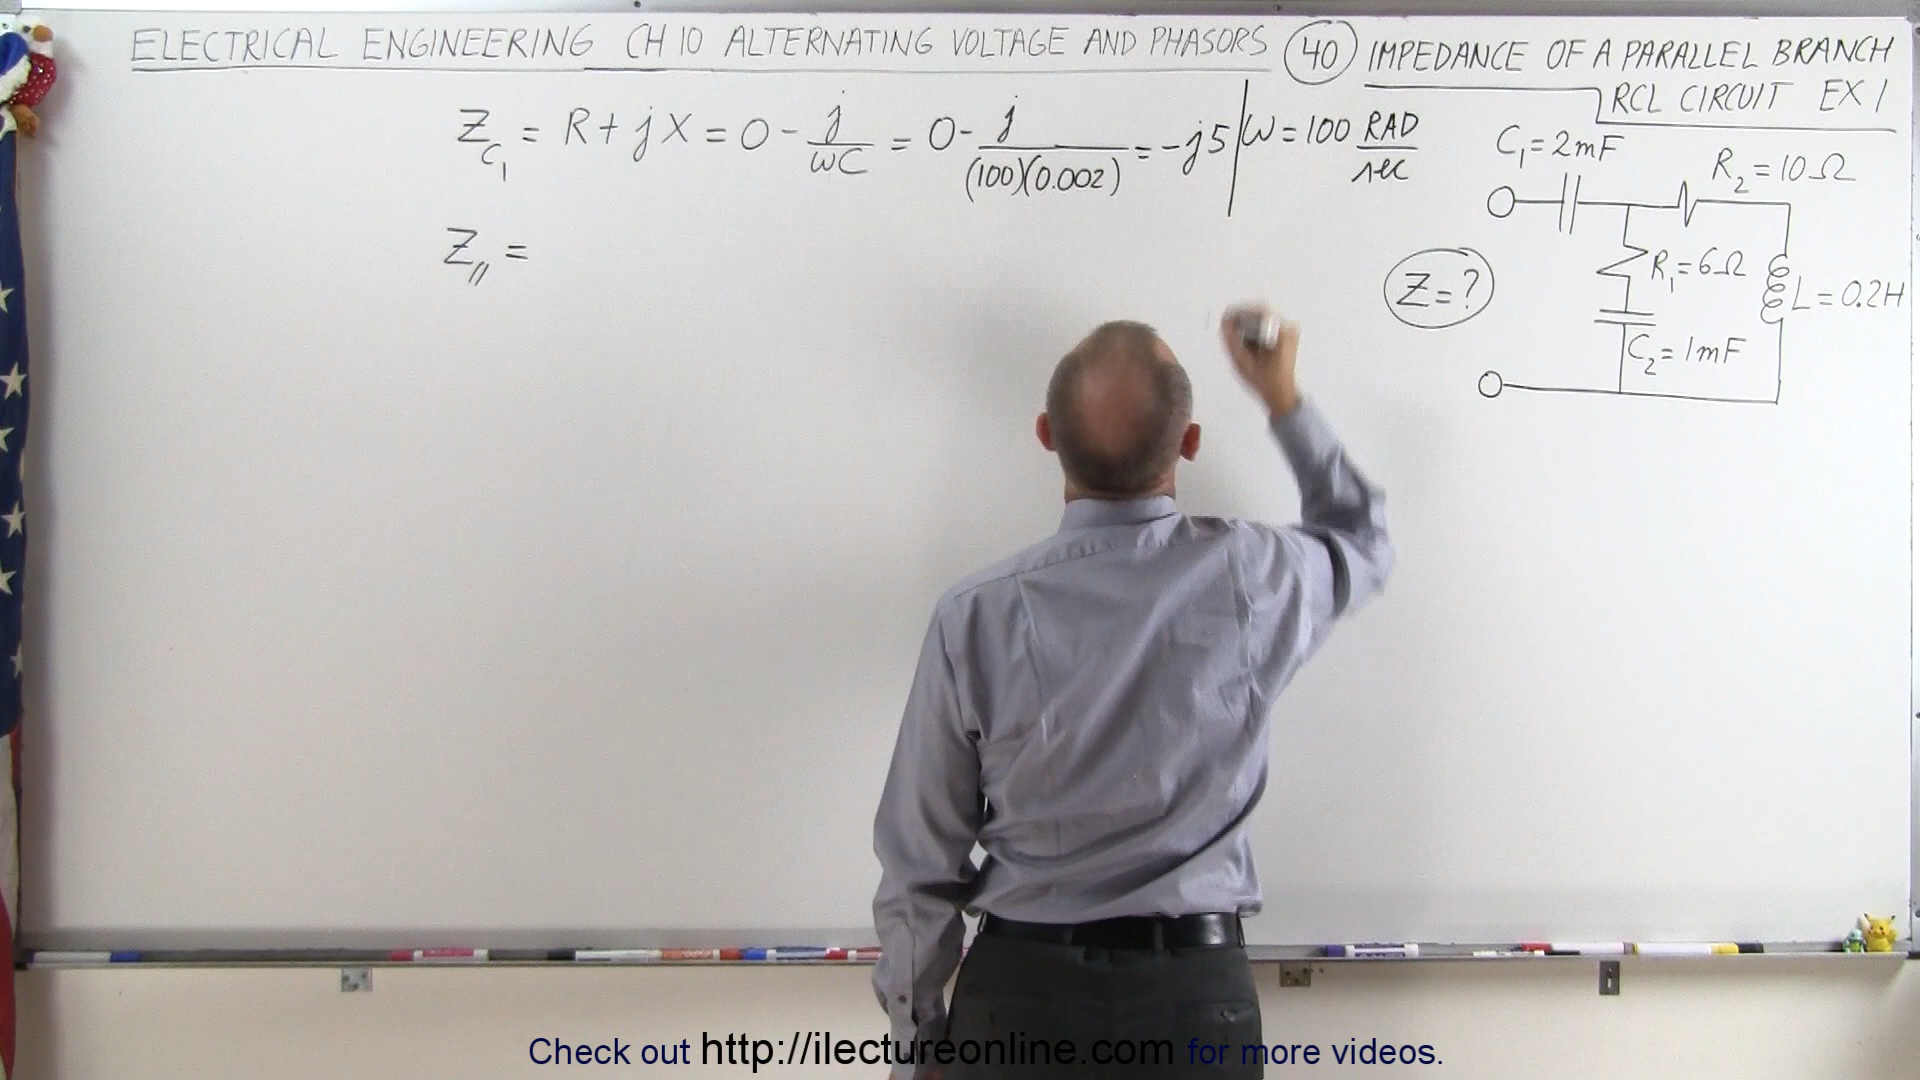 ELECTRICAL ENGINEERING CH 10 ALTERNATING VOLTAGE AND PHASORS 40 IMPEDANCE OF A PARALLEL BRANCH
RCL CIRCUIT EX 1
Z_C₁ = R + jX = 0 - j/ωC = 0 - j/(100)(0.002) = -j5
ω = 100 RAD/sec
C₁ = 2mF
R₂ = 10Ω
Z// =
Z = ?
R₁ = 6Ω
L = 0.2H
C₂ = 1mF
Check out http://ilectureonline.com for more videos.